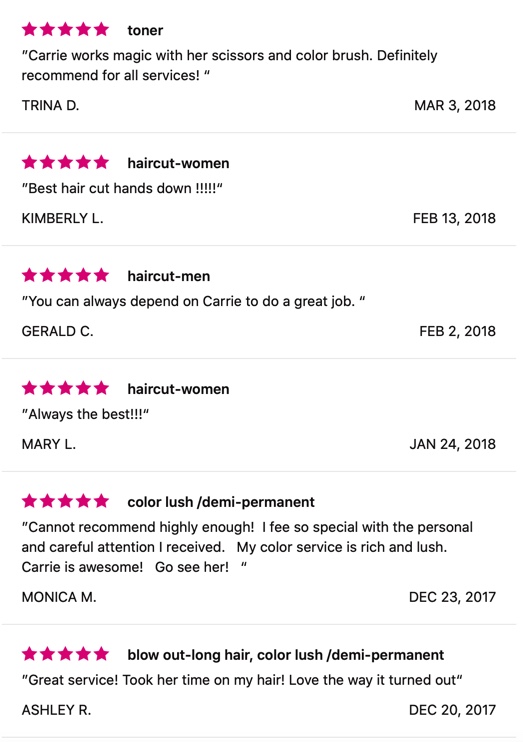 toner
”Carrie works magic with her scissors and color brush. Definitely
recommend for all services! “
TRINA D. MAR 3, 2018
haircut-women
”Best hair cut hands down !!!!!“
KIMBERLY L. FEB 13, 2018
haircut-men
”You can always depend on Carrie to do a great job. “
GERALD C. FEB 2, 2018
haircut-women
”Always the best!!!“
MARY L. JAN 24, 2018
color lush /demi-permanent
”Cannot recommend highly enough!  I fee so special with the personal
and careful attention I received.   My color service is rich and lush.
Carrie is awesome!   Go see her!   “
MONICA M. DEC 23, 2017
blow out-long hair, color lush /demi-permanent
”Great service! Took her time on my hair! Love the way it turned out“
ASHLEY R. DEC 20, 2017